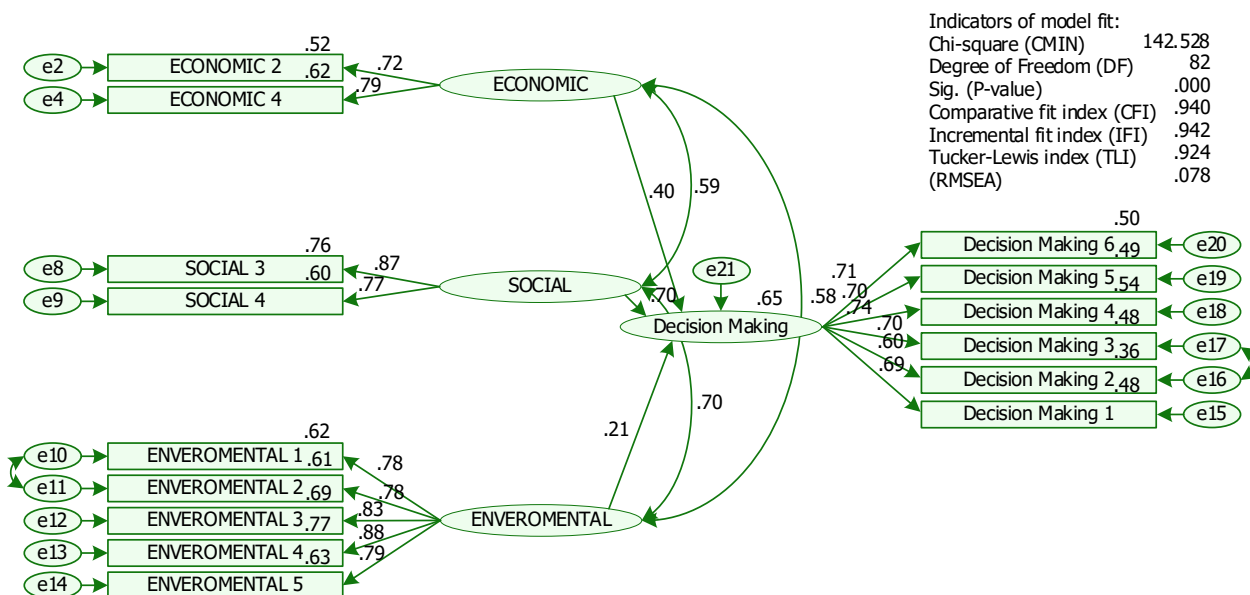 Indicators of model fit:
Chi-square (CMIN) 142.528
Degree of Freedom (DF) 82
Sig. (P-value) .000
Comparative fit index (CFI) .940
Incremental fit index (IFI) .942
Tucker-Lewis index (TLI) .924
(RMSEA) .078
.52
e2 ECONOMIC 2 .72
.62
e4 ECONOMIC 4 .79
ECONOMIC
.40
.59
.76
e8 SOCIAL 3 .87
.60
e9 SOCIAL 4 .77
SOCIAL
.70
e21
.65
.58
Decision Making
.50
.71 Decision Making 6 e20
.49
.70 Decision Making 5 e19
.54
.74 Decision Making 4 e18
.48
.70 Decision Making 3 e17
.36
.60 Decision Making 2 e16
.48
.69 Decision Making 1 e15
.21
.70
.62
e10 ENVEROMENTAL 1 .78
.61
e11 ENVEROMENTAL 2 .78
.69
e12 ENVEROMENTAL 3 .83
.77
e13 ENVEROMENTAL 4 .88
.63
e14 ENVEROMENTAL 5 .79
ENVEROMENTAL